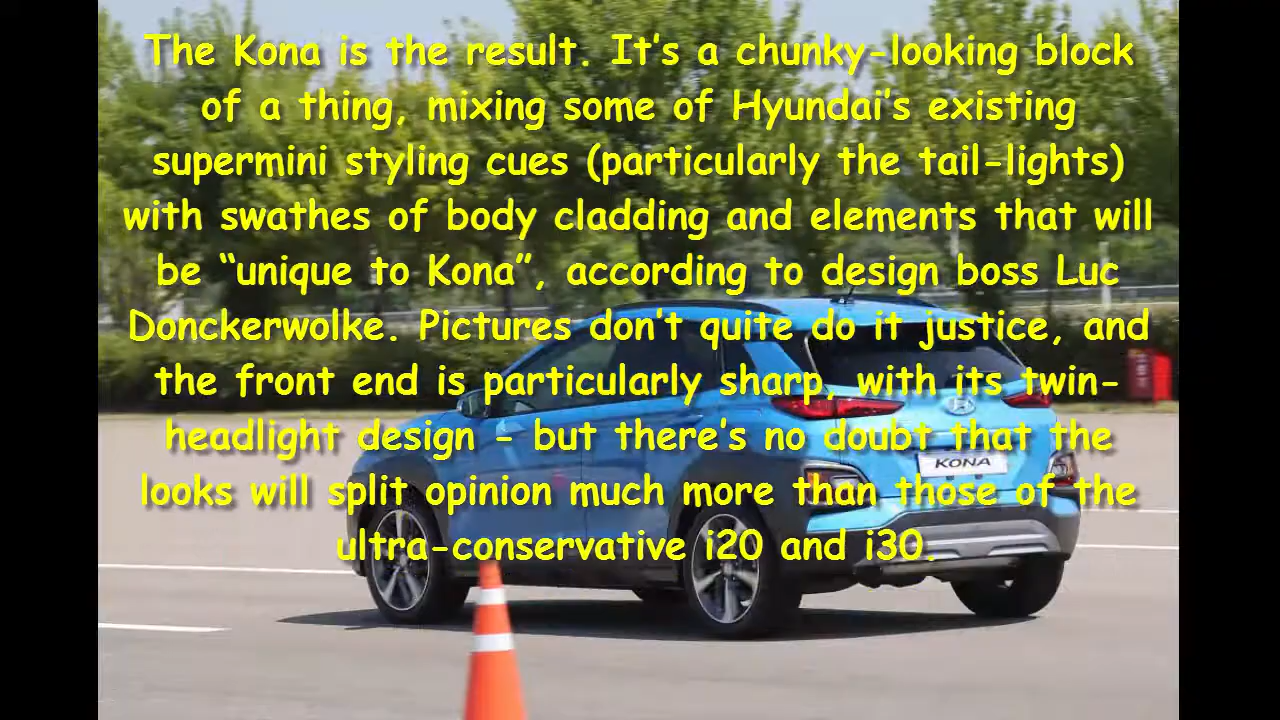 The Kona is the result. It’s a chunky-looking block
of a thing, mixing some of Hyundai’s existing
supermini styling cues (particularly the tail-lights)
with swathes of body cladding and elements that will
be “unique to Kona”, according to design boss Luc
Donckerwolke. Pictures don’t quite do it justice, and
the front end is particularly sharp, with its twin-
headlight design – but there’s no doubt that the
KONA
looks will split opinion much more than those of the
ultra-conservative i20 and i30.